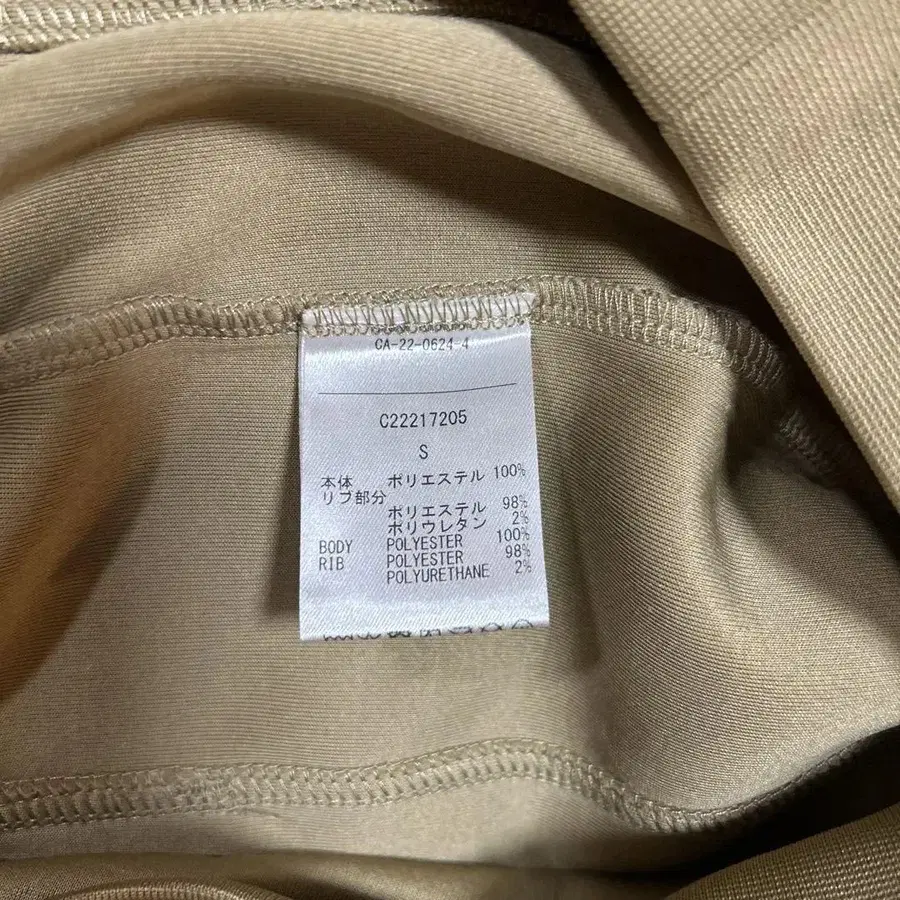 CA-22-0624-4
C22217205
S
本体 ポリエステル 100%
リブ部分
ポリエステル 98%
ポリウレタン 2%
BODY POLYESTER 100%
RIB POLYESTER 98%
POLYURETHANE 2%